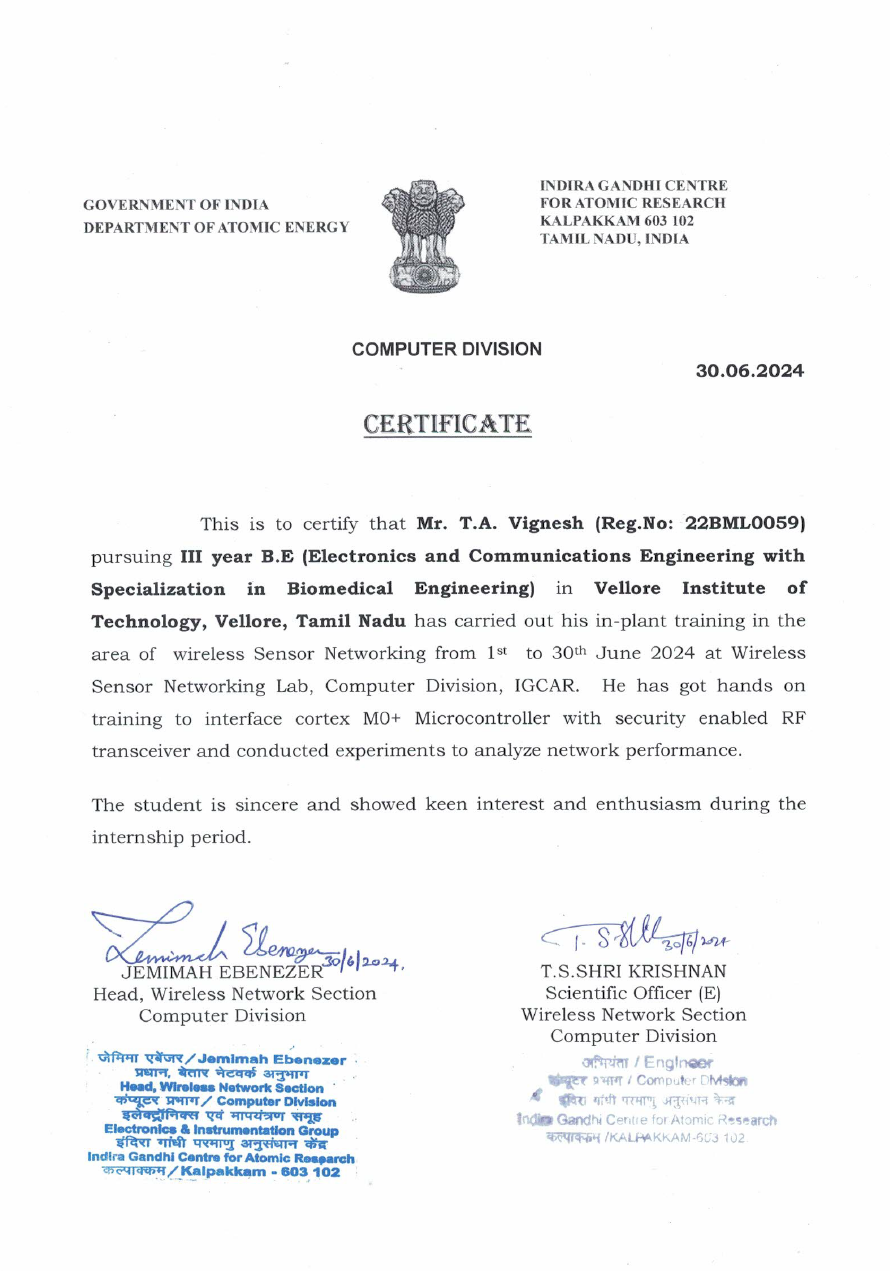 GOVERNMENT OF INDIA
DEPARTMENT OF ATOMIC ENERGY
INDIRA GANDHI CENTRE
FOR ATOMIC RESEARCH
KALPAKKAM 603 102
TAMIL NADU, INDIA
COMPUTER DIVISION
30.06.2024
CERTIFICATE
This is to certify that Mr. T.A. Vignesh (Reg.No: 22BML0059)
pursuing III year B.E (Electronics and Communications Engineering with
Specialization in Biomedical Engineering) in Vellore Institute of
Technology, Vellore, Tamil Nadu has carried out his in-plant training in the
area of wireless Sensor Networking from 1st to 30th June 2024 at Wireless
Sensor Networking Lab, Computer Division, IGCAR. He has got hands on
training to interface cortex M0+ Microcontroller with security enabled RF
transceiver and conducted experiments to analyze network performance.
The student is sincere and showed keen interest and enthusiasm during the
internship period.
Jemimah Ebenezer 30/6/2024,
JEMIMAH EBENEZER
Head, Wireless Network Section
Computer Division
जेमिमा एबेंजर / Jemimah Ebenezer
प्रधान, बेतार नेटवर्क अनुभाग
Head, Wireless Network Section
कंप्यूटर प्रभाग / Computer Division
इलेक्ट्रॉनिक्स एवं मापयंत्रण समूह
Electronics & Instrumentation Group
इंदिरा गांधी परमाणु अनुसंधान केंद्र
Indira Gandhi Centre for Atomic Research
कल्पाक्कम / Kalpakkam - 603 102
30/6/2024
T.S.SHRI KRISHNAN
Scientific Officer (E)
Wireless Network Section
Computer Division
अभियंता / Engineer
कंप्यूटर प्रभाग / Computer Division
इंदिरा गांधी परमाणु अनुसंधान केन्द्र
Indira Gandhi Centre for Atomic Research
कल्पाक्कम /KALPAKKAM-603 102